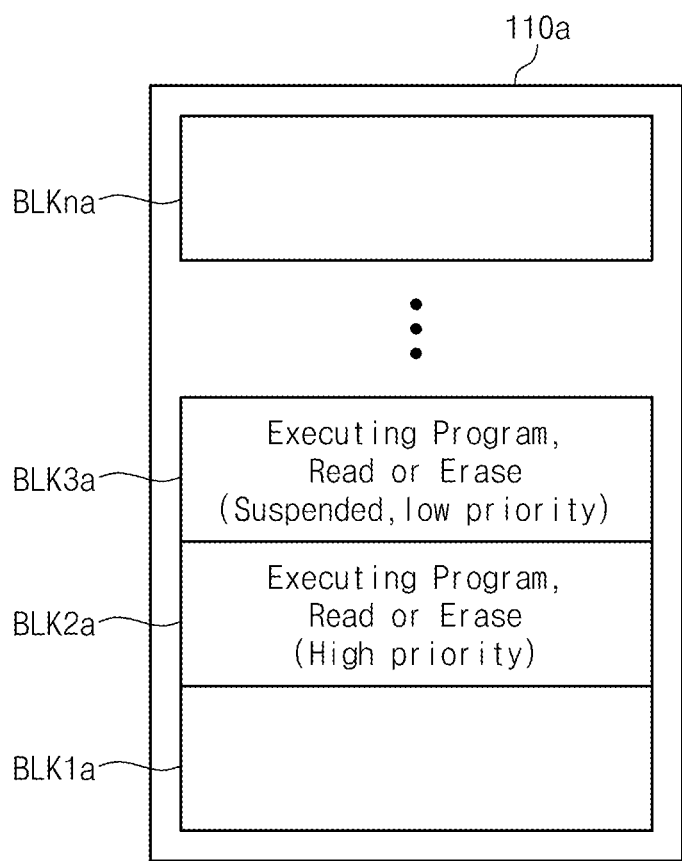 110a
BLKna
BLK3a
Executing Program,
Read or Erase
(Suspended, low priority)
BLK2a
Executing Program,
Read or Erase
(High priority)
BLK1a